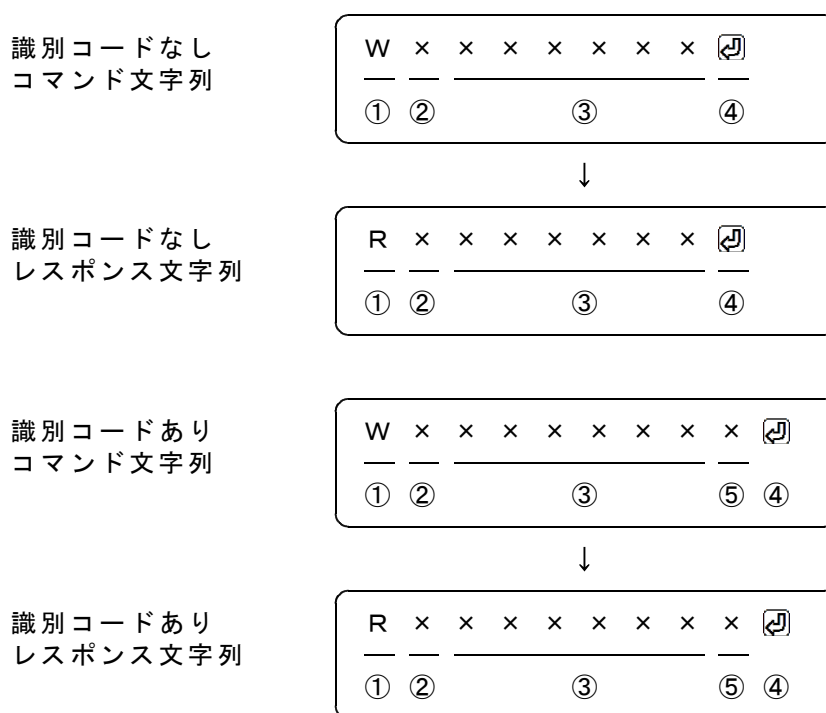 識別コードなし
コマンド文字列
W × × × × × × × ⏎
① ② ③ ④
↓
識別コードなし
レスポンス文字列
R × × × × × × × ⏎
① ② ③ ④
識別コードあり
コマンド文字列
W × × × × × × × × ⏎
① ② ③ ⑤ ④
↓
識別コードあり
レスポンス文字列
R × × × × × × × × ⏎
① ② ③ ⑤ ④